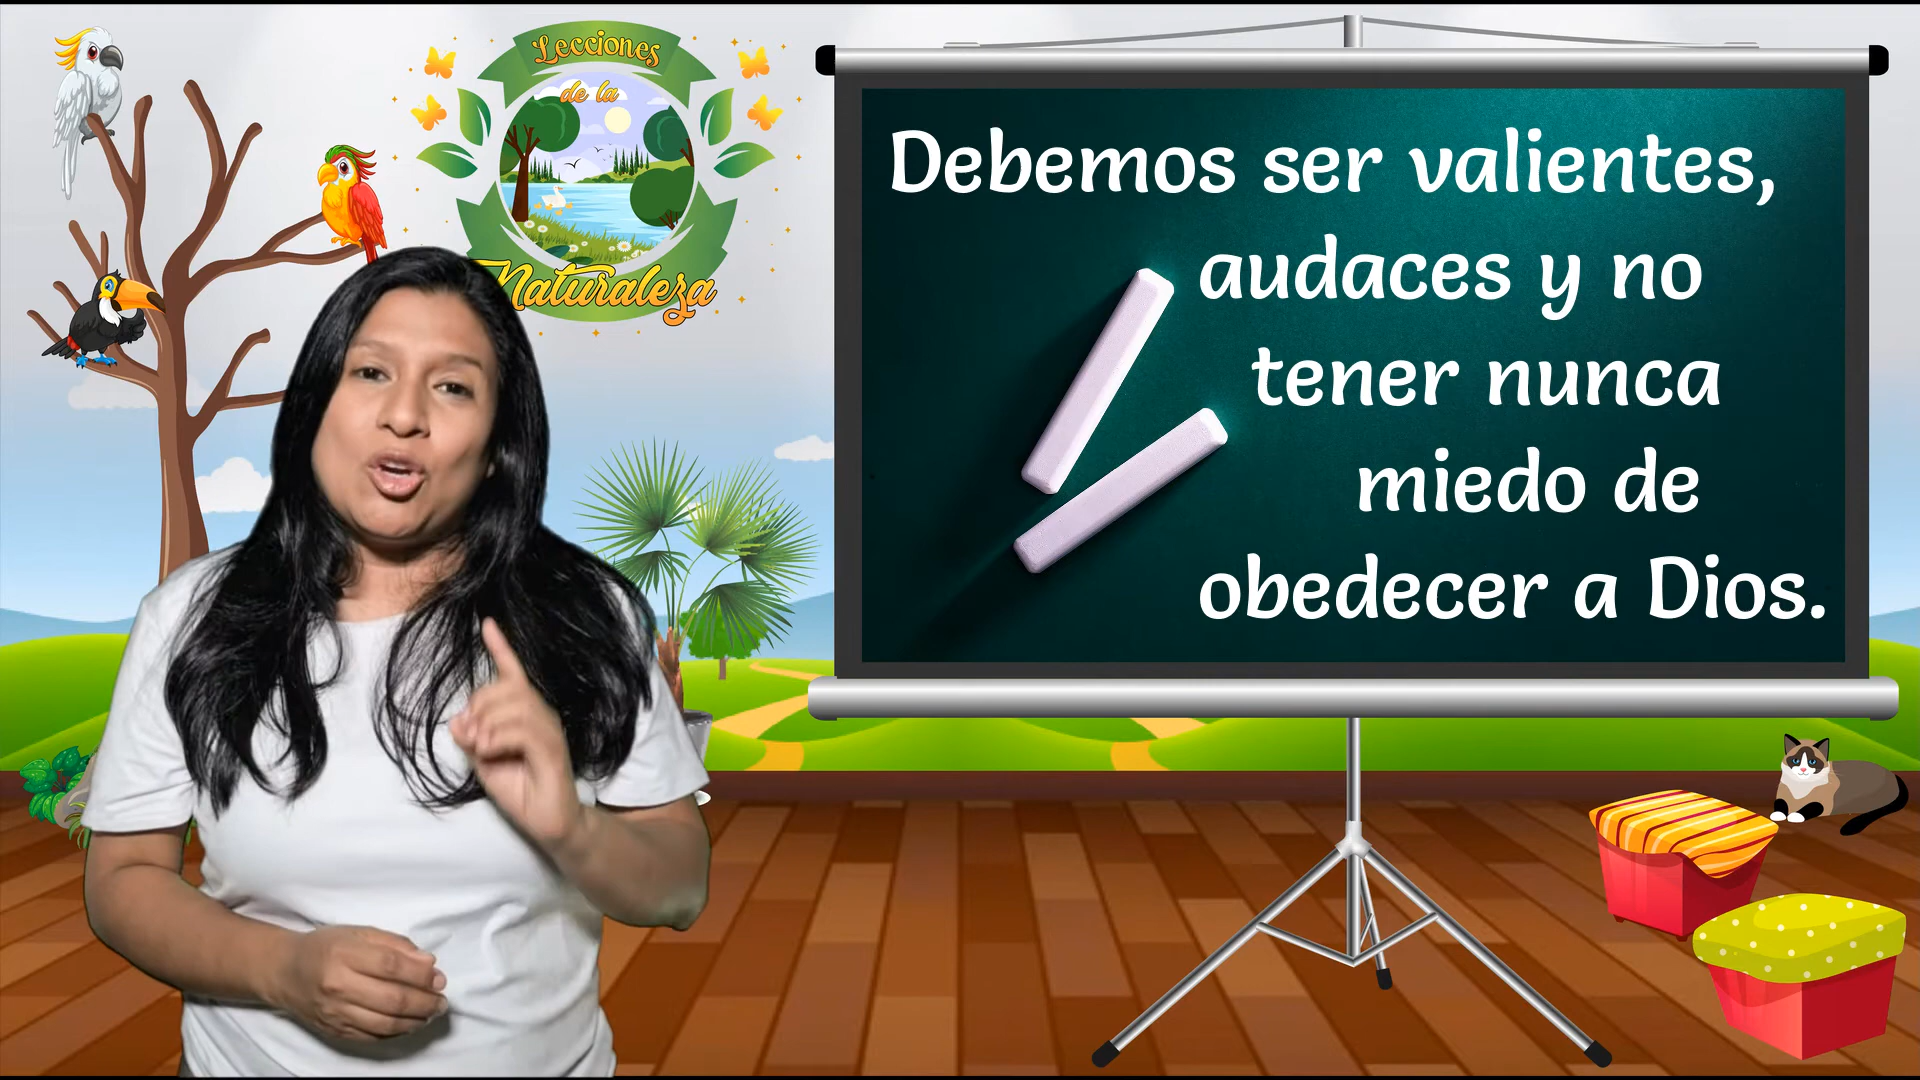 Lecciones
de la
Naturaleza
Debemos ser valientes,
audaces y no
tener nunca
miedo de
obedecer a Dios.